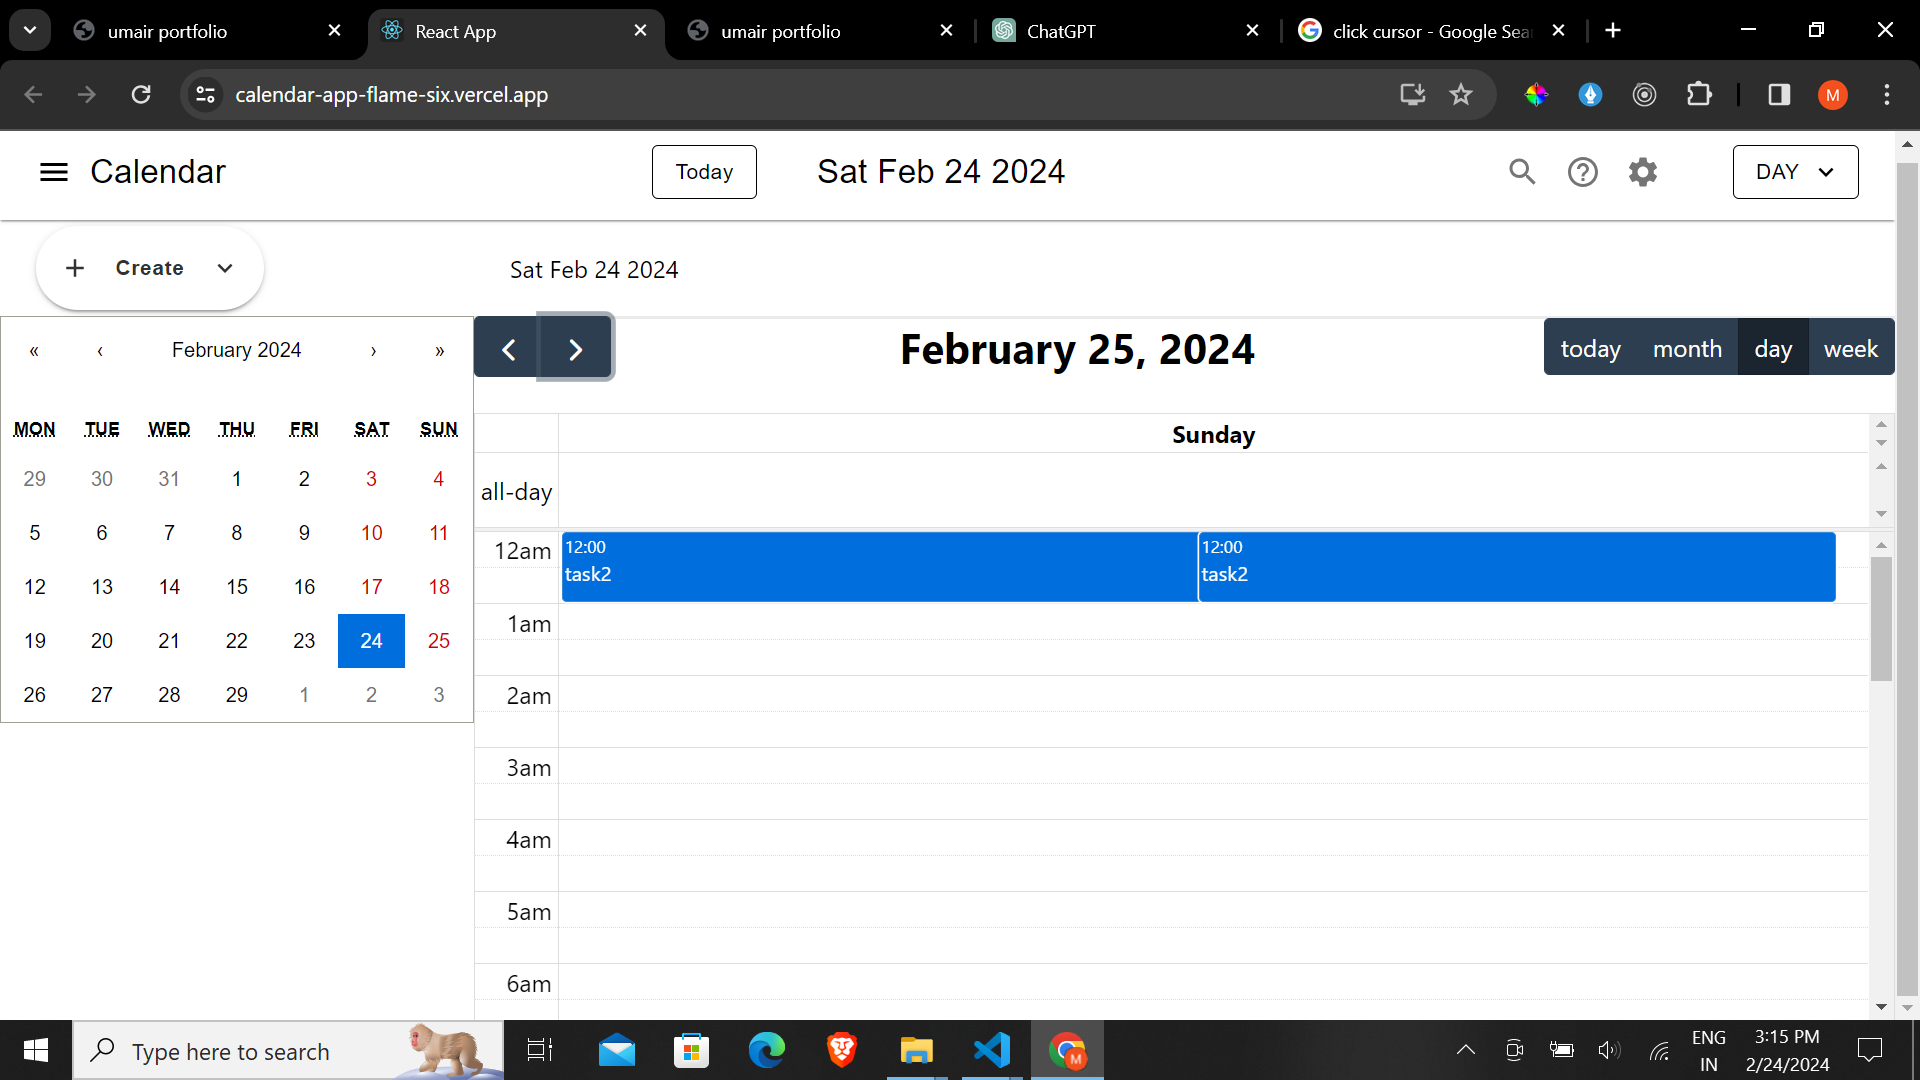 umair portfolio
React App
umair portfolio
ChatGPT
click cursor - Google Sear
calendar-app-flame-six.vercel.app
M
Calendar
Today
Sat Feb 24 2024
DAY
Create
Sat Feb 24 2024
« ‹ February 2024 › »
February 25, 2024
today month day week
MON TUE WED THU FRI SAT SUN
29 30 31 1 2 3 4
5 6 7 8 9 10 11
12 13 14 15 16 17 18
19 20 21 22 23 24 25
26 27 28 29 1 2 3
Sunday
all-day
12am
12:00
task2
12:00
task2
1am
2am
3am
4am
5am
6am
Type here to search
M
ENG
IN
3:15 PM
2/24/2024